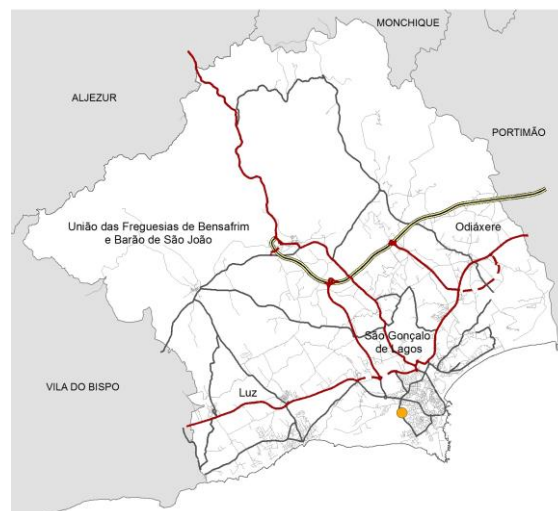 MONCHIQUE
ALJEZUR
PORTIMÃO
União das Freguesias de Bensafrim
e Barão de São João
Odiáxere
São Gonçalo
de Lagos
VILA DO BISPO
Luz